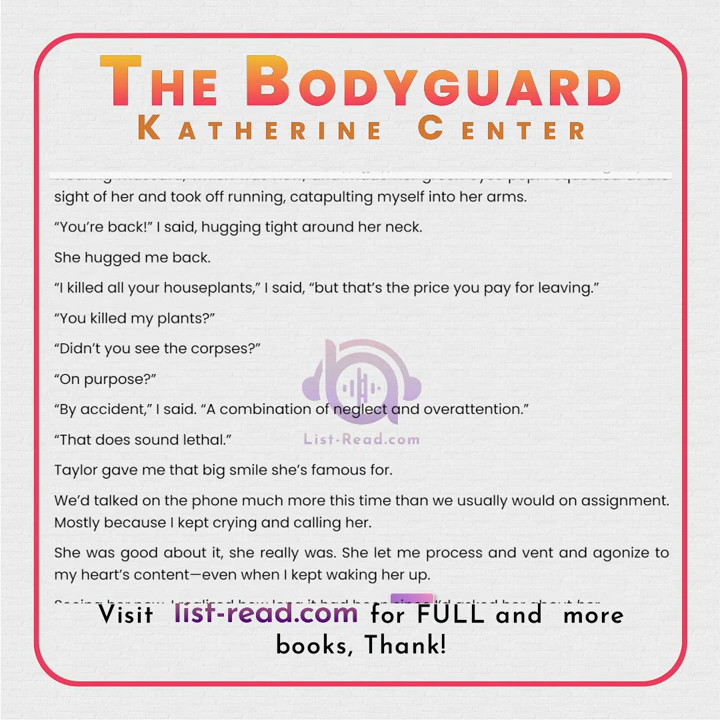 THE BODYGUARD
KATHERINE CENTER
sight of her and took off running, catapulting myself into her arms.
“You’re back!” I said, hugging tight around her neck.
She hugged me back.
“I killed all your houseplants,” I said, “but that’s the price you pay for leaving.”
“You killed my plants?”
“Didn’t you see the corpses?”
“On purpose?”
“By accident,” I said. “A combination of neglect and overattention.”
“That does sound lethal.”
List-Read.com
Taylor gave me that big smile she’s famous for.
We’d talked on the phone much more this time than we usually would on assignment.
Mostly because I kept crying and calling her.
She was good about it, she really was. She let me process and vent and agonize to
my heart’s content—even when I kept waking her up.
Visit list-read.com for FULL and more
books, Thank!